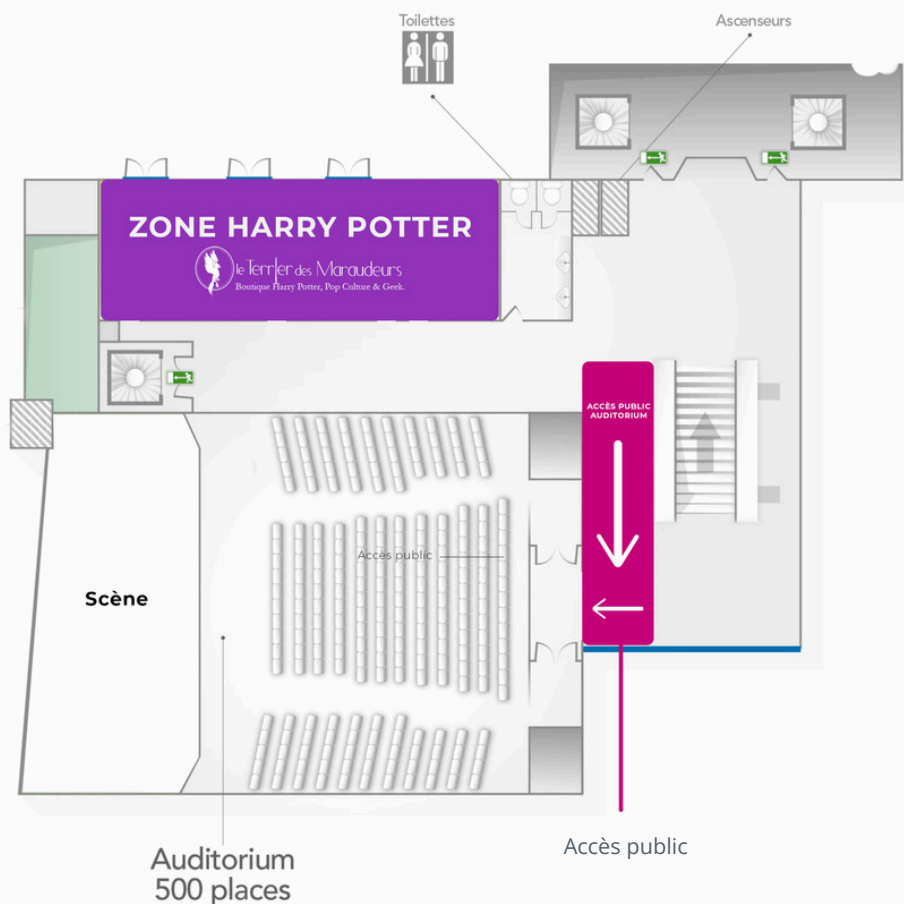 Toilettes
Ascenseurs
ZONE HARRY POTTER
le Terrier des Maraudeurs
Boutique Harry Potter, Pop Culture & Geek.
ACCÈS PUBLIC
AUDITORIUM
Accès public
Scène
Accès public
Auditorium
500 places